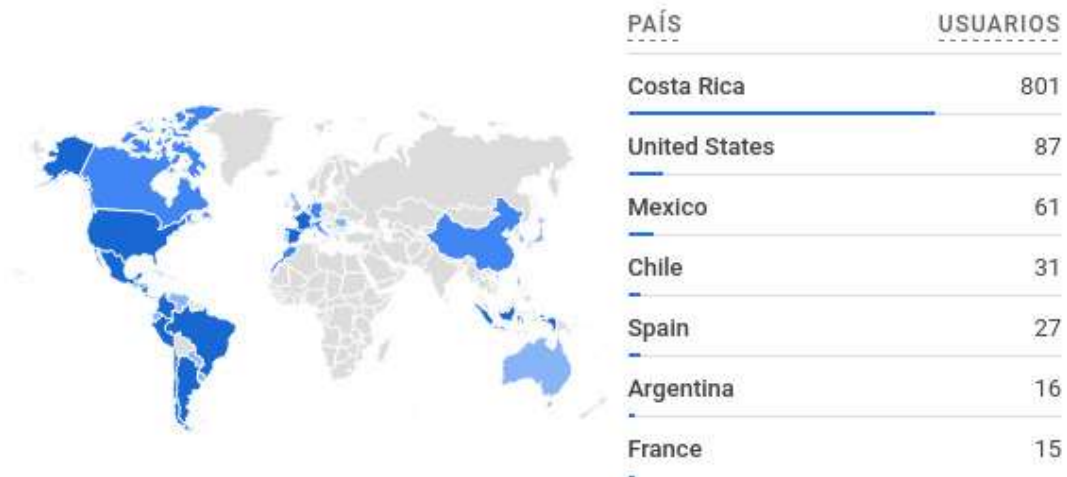 PAÍS USUARIOS
Costa Rica 801
United States 87
Mexico 61
Chile 31
Spain 27
Argentina 16
France 15